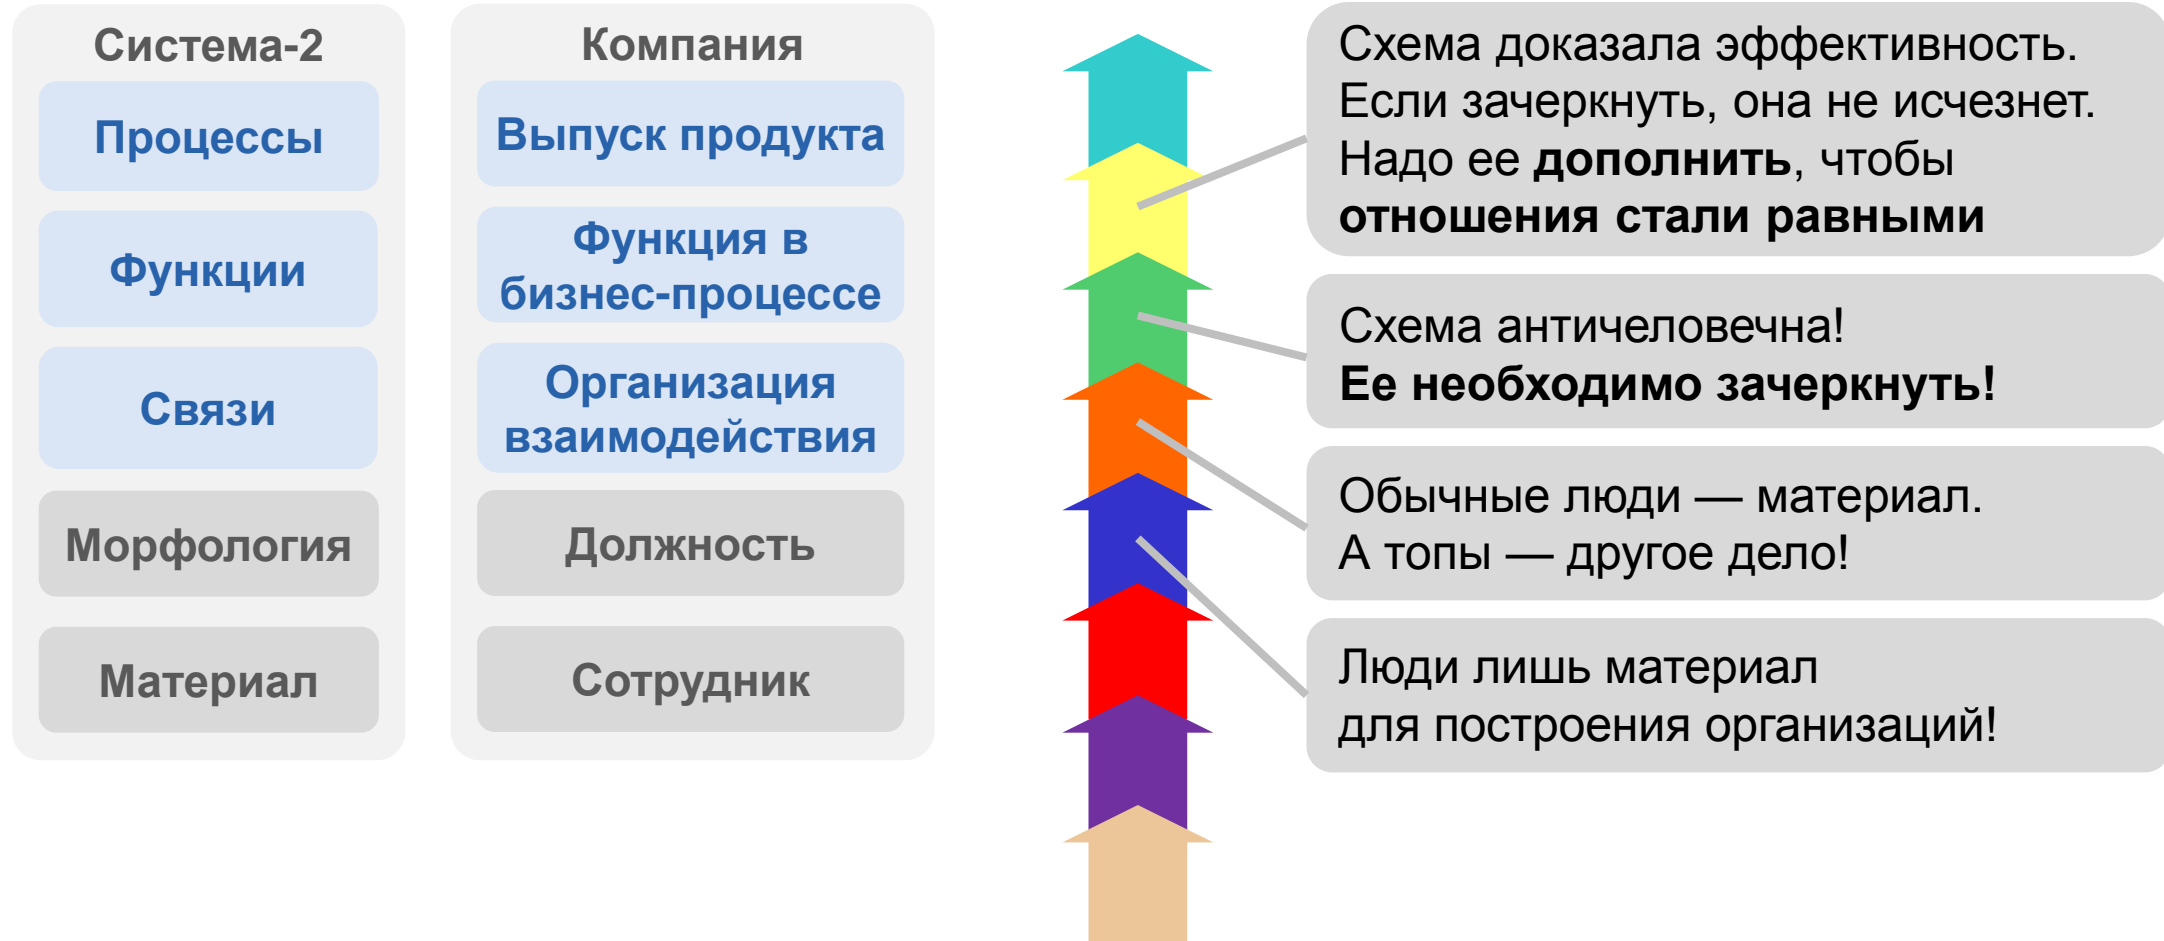 Система-2
Процессы
Функции
Связи
Морфология
Материал
Компания
Выпуск продукта
Функция в
бизнес-процессе
Организация
взаимодействия
Должность
Сотрудник
Схема доказала эффективность.
Если зачеркнуть, она не исчезнет.
Надо ее дополнить, чтобы
отношения стали равными
Схема античеловечна!
Ее необходимо зачеркнуть!
Обычные люди — материал.
А топы — другое дело!
Люди лишь материал
для построения организаций!